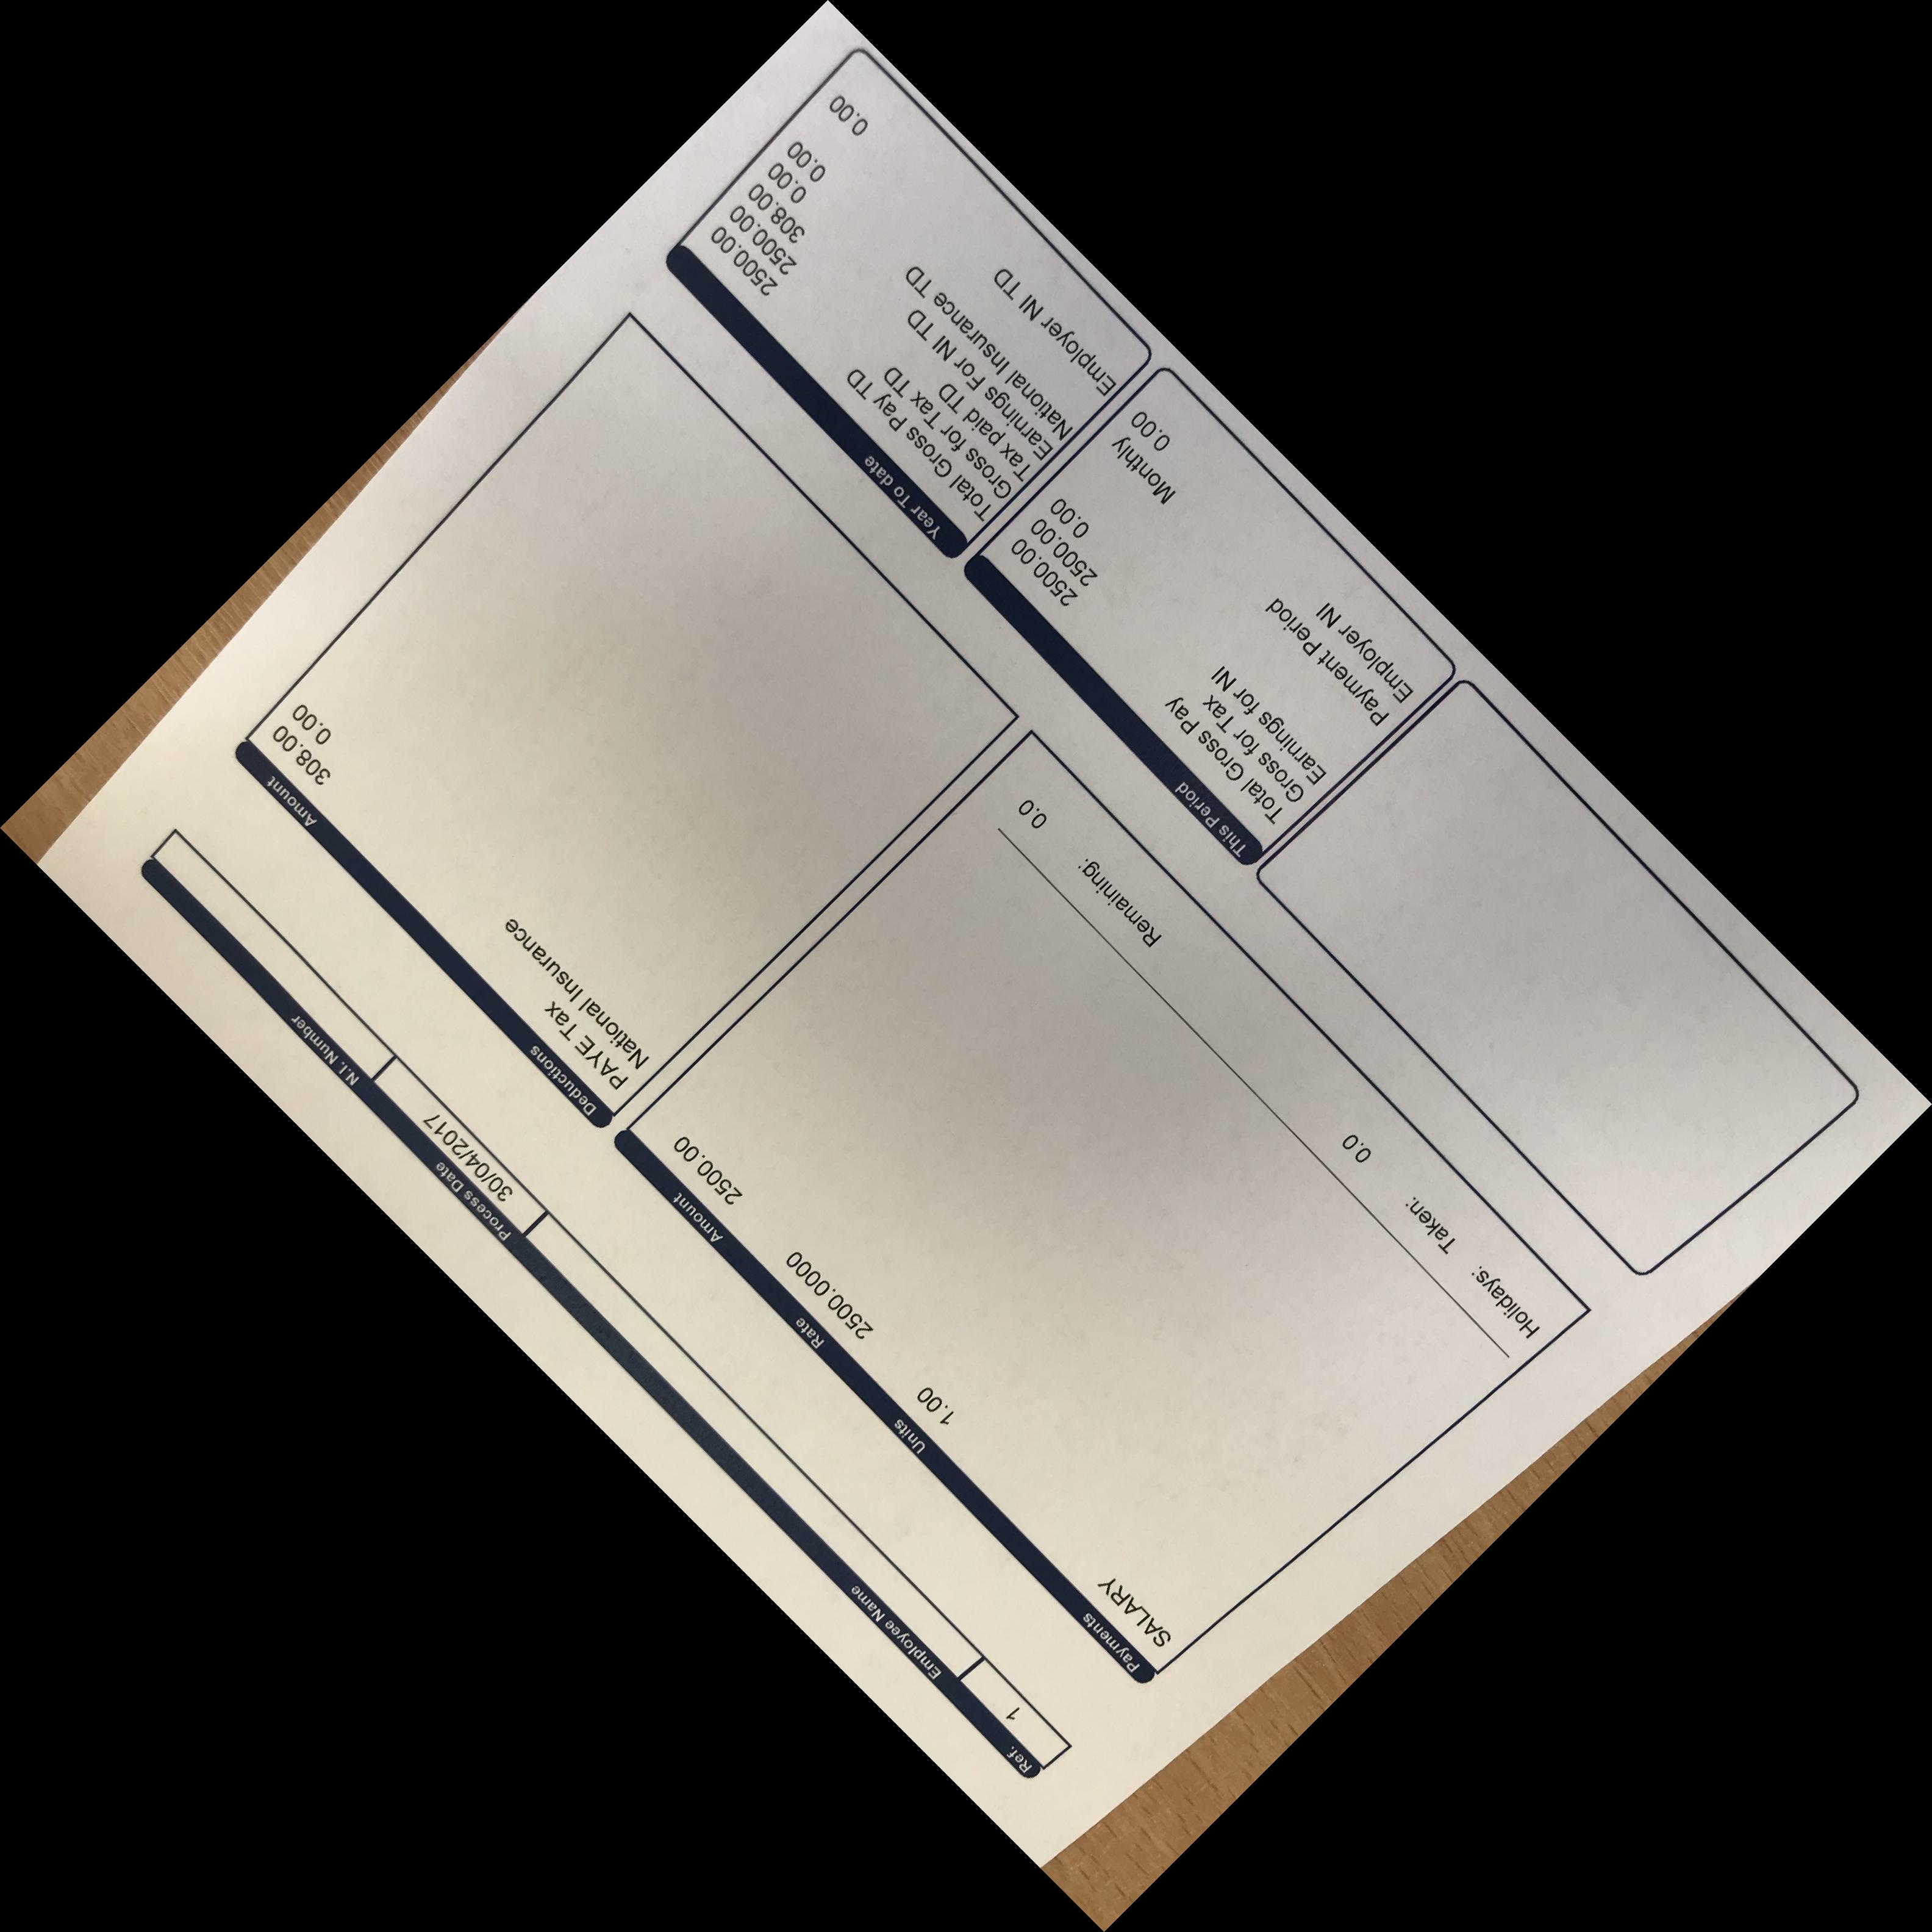 Ref. Employee Name Process Date N.I. Number
1 30/04/2017
Payments Units Rate Amount Deductions Amount
SALARY 1.00 2500.0000 2500.00 PAYE Tax 308.00
National Insurance 0.00
Holidays: Taken: 0.0 Remaining: 0.0
This Period
Total Gross Pay 2500.00
Gross for Tax 2500.00
Earnings for NI 0.00
Payment Period Monthly
Employer NI 0.00
Year To date
Total Gross Pay TD 2500.00
Gross for Tax TD 2500.00
Tax paid TD 308.00
Earnings For NI TD 0.00
National Insurance TD 0.00
Employer NI TD 0.00